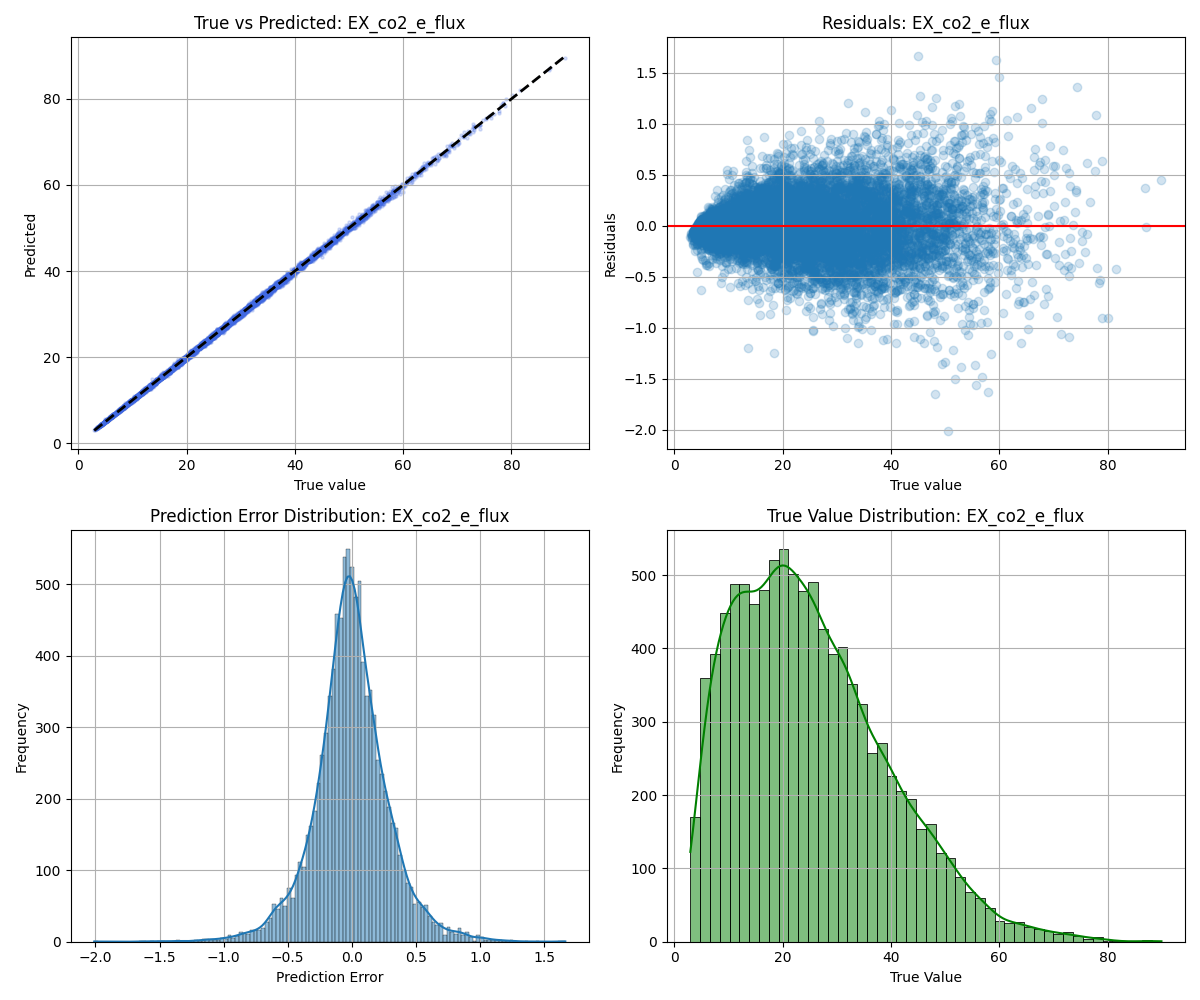 True vs Predicted: EX_co2_e_flux
Predicted
80
60
40
20
0
0 20 40 60 80
True value
Residuals: EX_co2_e_flux
Residuals
1.5
1.0
0.5
0.0
−0.5
−1.0
−1.5
−2.0
0 20 40 60 80
True value
Prediction Error Distribution: EX_co2_e_flux
Frequency
500
400
300
200
100
0
−2.0 −1.5 −1.0 −0.5 0.0 0.5 1.0 1.5
Prediction Error
True Value Distribution: EX_co2_e_flux
Frequency
500
400
300
200
100
0
0 20 40 60 80
True Value